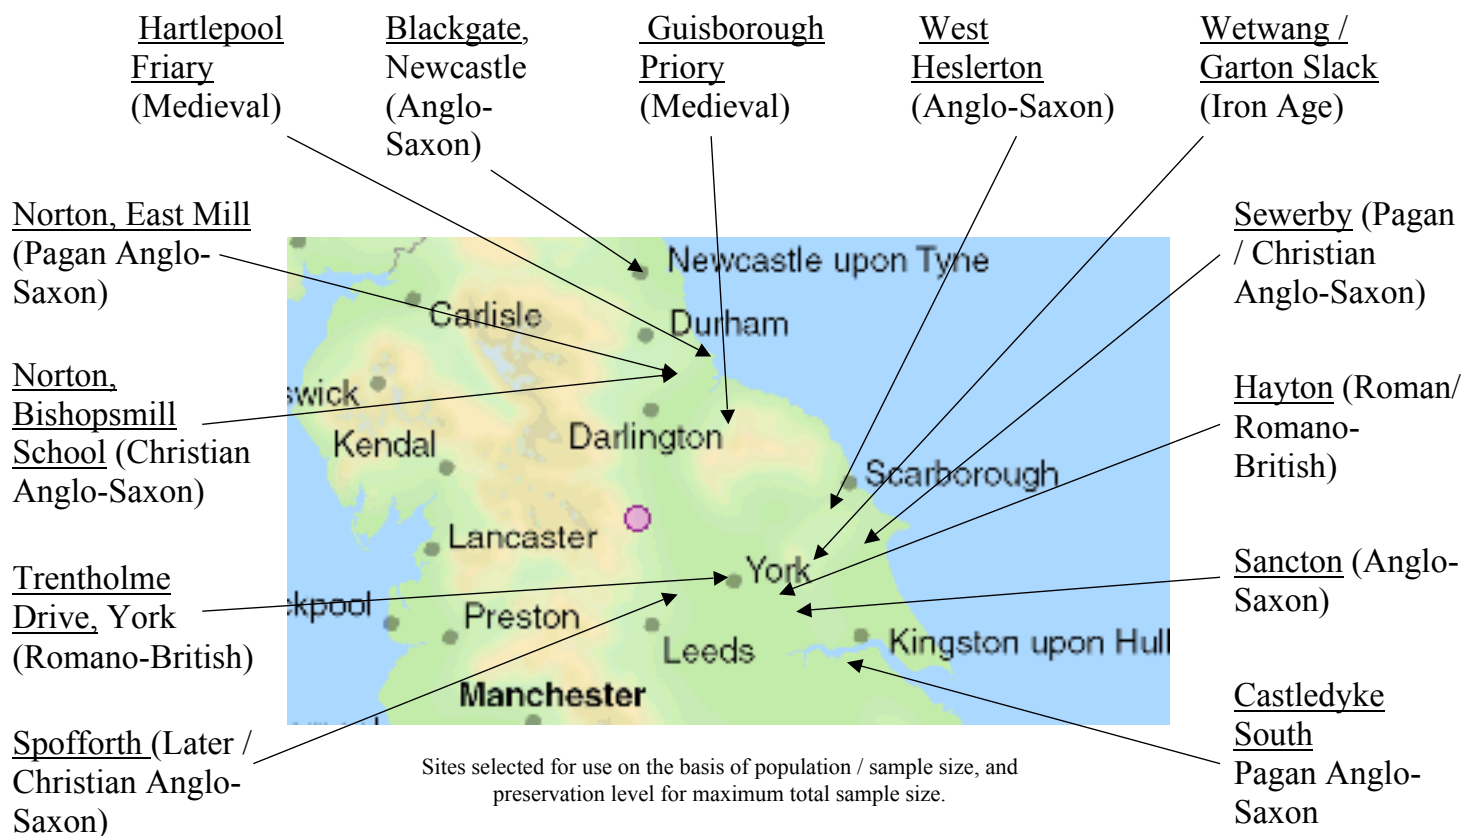 Hartlepool
Friary
(Medieval)
Blackgate,
Newcastle
(Anglo-
Saxon)
Guisborough
Priory
(Medieval)
West
Heslerton
(Anglo-Saxon)
Wetwang /
Garton Slack
(Iron Age)
Norton, East Mill
(Pagan Anglo-
Saxon)
Norton,
Bishopsmill
School (Christian
Anglo-Saxon)
Trentholme
Drive, York
(Romano-British)
Spofforth (Later /
Christian Anglo-
Saxon)
Newcastle upon Tyne
Carlisle
Durham
swick
Darlington
Kendal
Scarborough
Lancaster
York
ckpool
Preston
Leeds
Kingston upon Hull
Manchester
Sewerby (Pagan
/ Christian
Anglo-Saxon)
Hayton (Roman/
Romano-
British)
Sancton (Anglo-
Saxon)
Castledyke
South
Pagan Anglo-
Saxon
Sites selected for use on the basis of population / sample size, and
preservation level for maximum total sample size.